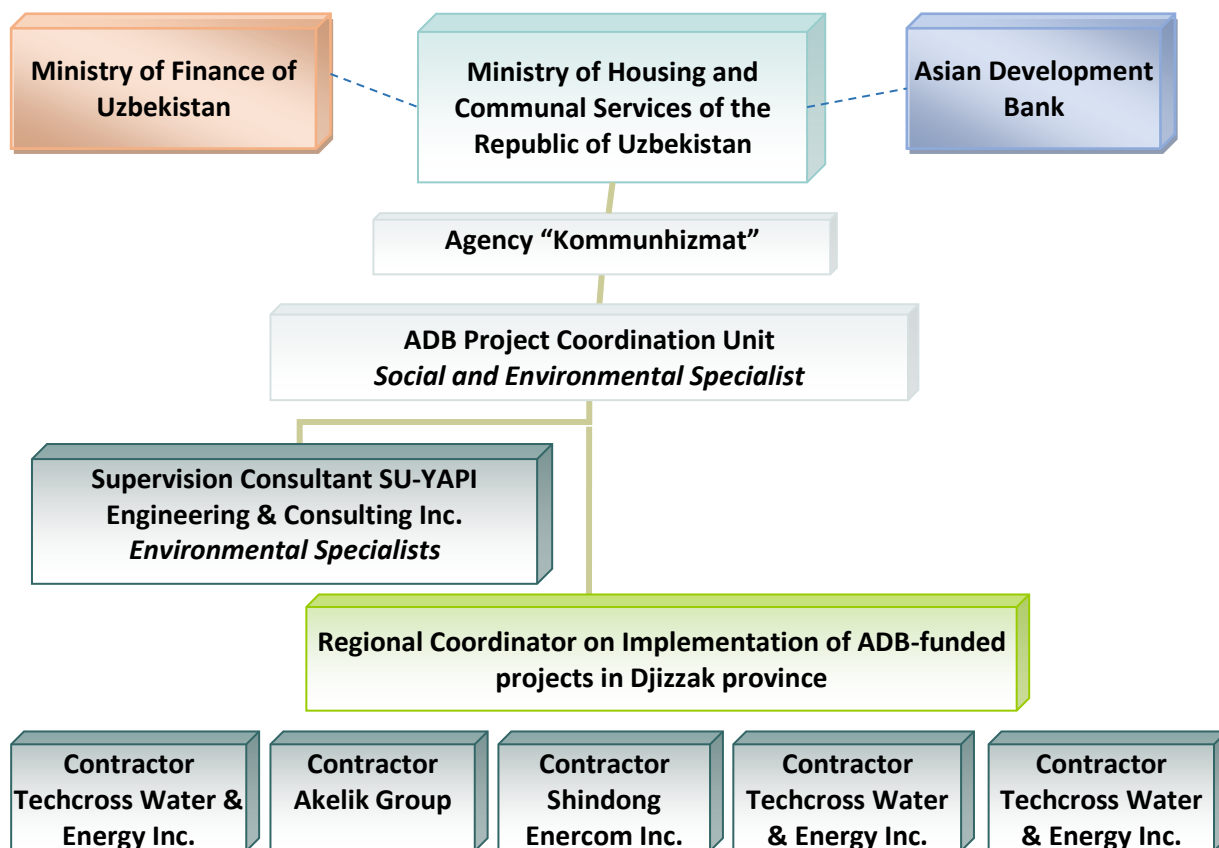 Ministry of Finance of
Uzbekistan
Ministry of Housing and
Communal Services of the
Republic of Uzbekistan
Asian Development
Bank
Agency “Kommunhizmat”
ADB Project Coordination Unit
Social and Environmental Specialist
Supervision Consultant SU-YAPI
Engineering & Consulting Inc.
Environmental Specialists
Regional Coordinator on Implementation of ADB-funded
projects in Djizzak province
Contractor
Techcross Water &
Energy Inc.
Contractor
Akelik Group
Contractor
Shindong
Enercom Inc.
Contractor
Techcross Water
& Energy Inc.
Contractor
Techcross Water
& Energy Inc.